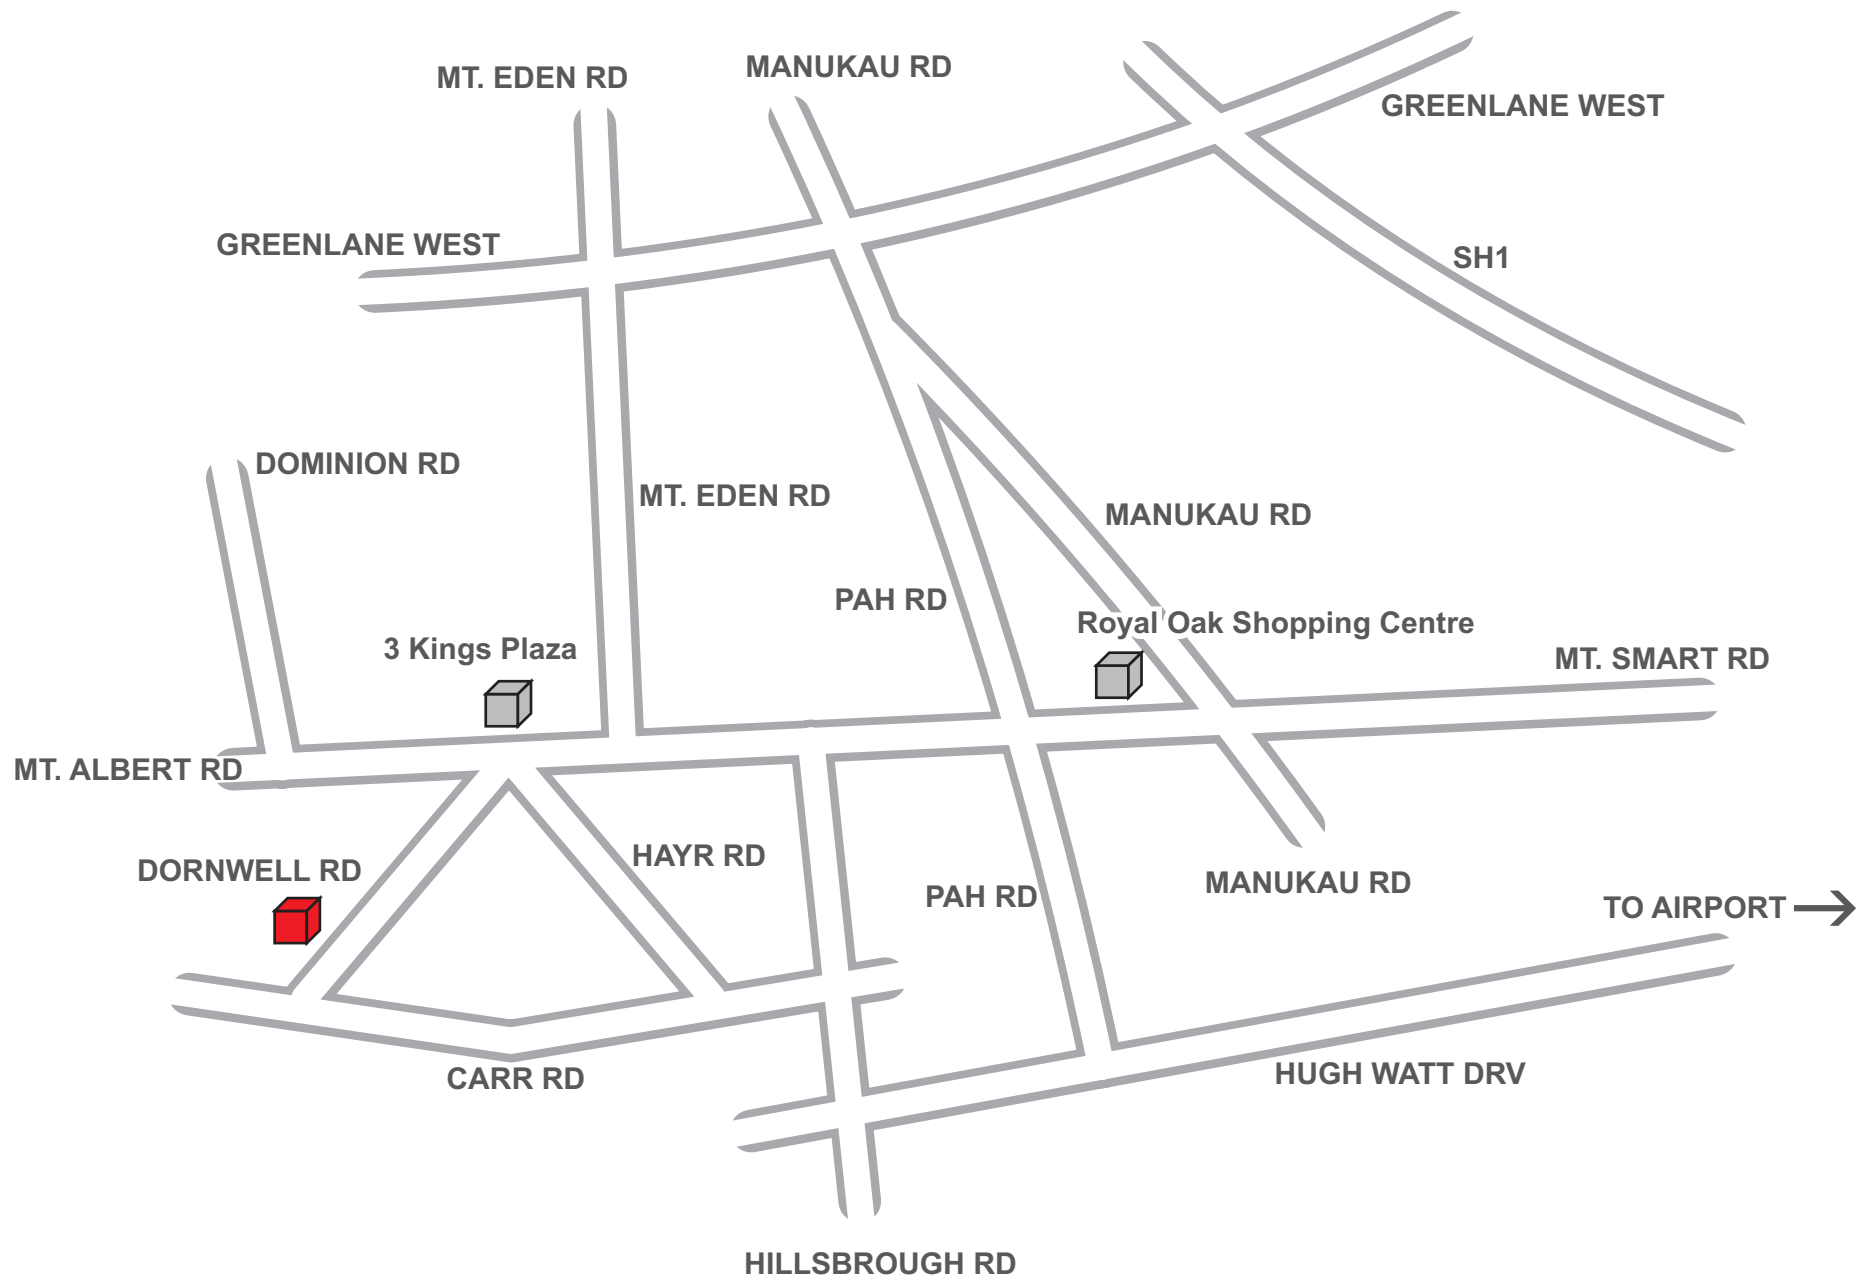 MANUKAU RD
MT. EDEN RD
GREENLANE WEST
GREENLANE WEST
SH1
DOMINION RD
MT. EDEN RD
MANUKAU RD
PAH RD
Royal Oak Shopping Centre
3 Kings Plaza
MT. SMART RD
MT. ALBERT RD
HAYR RD
DORNWELL RD
MANUKAU RD
PAH RD
TO AIRPORT
HUGH WATT DRV
CARR RD
HILLSBROUGH RD